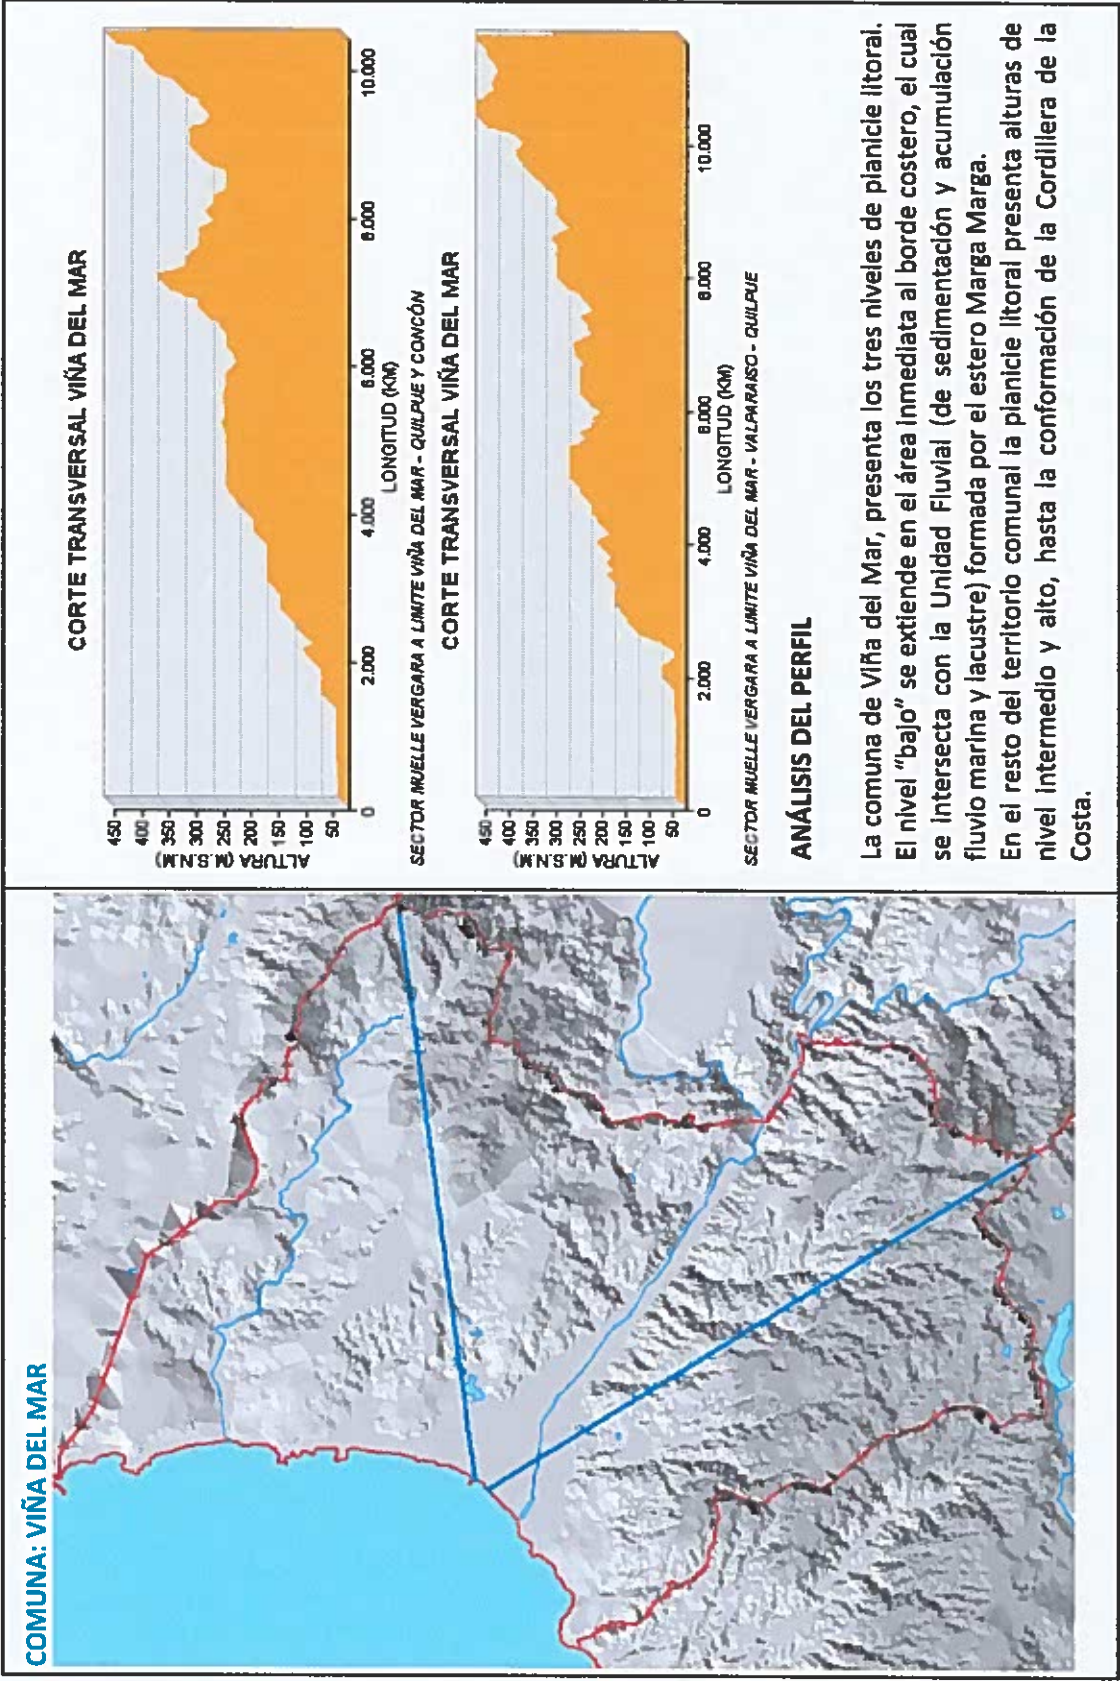 COMUNA: VIÑA DEL MAR
CORTE TRANSVERSAL VIÑA DEL MAR
ALTURA (M.S.N.M)
450
400
350
300
250
200
150
100
50
0 2.000 4.000 6.000 8.000 10.000
LONGITUD (KM)
SECTOR MUELLE VERGARA A LIMITE VIÑA DEL MAR - QUILPUE Y CONCÓN
CORTE TRANSVERSAL VIÑA DEL MAR
ALTURA (M.S.N.M)
450
400
350
300
250
200
150
100
50
0 2.000 4.000 6.000 8.000 10.000
LONGITUD (KM)
SECTOR MUELLE VERGARA A LIMITE VIÑA DEL MAR - VALPARAISO - QUILPUE
ANÁLISIS DEL PERFIL
La comuna de Viña del Mar, presenta los tres niveles de planicie litoral.
El nivel "bajo" se extiende en el área inmediata al borde costero, el cual
se intersecta con la Unidad Fluvial (de sedimentación y acumulación
fluvio marina y lacustre) formada por el estero Marga Marga.
En el resto del territorio comunal la planicie litoral presenta alturas de
nivel intermedio y alto, hasta la conformación de la Cordillera de la
Costa.